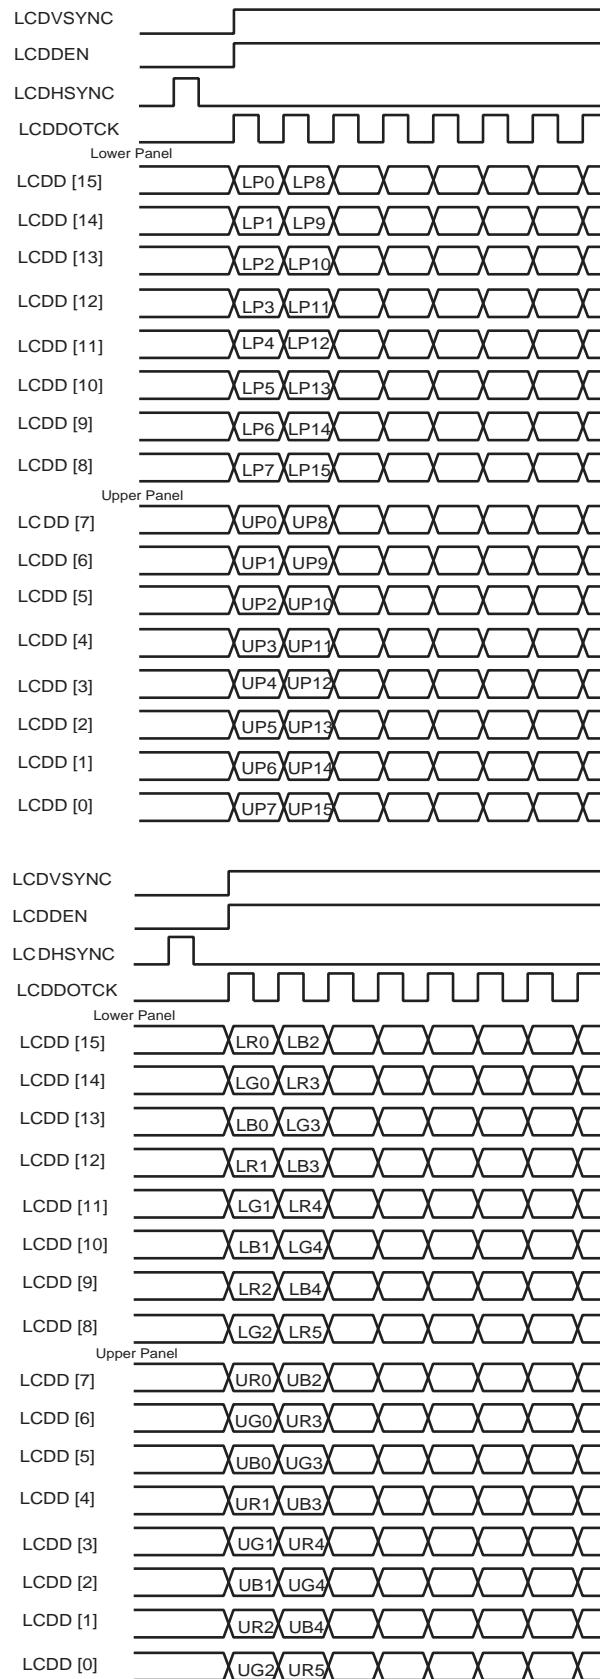 LCDVSYNC
LCDDEN
LCDHSYNC
LCDDOTCK
Lower Panel
LCDD [15] LP0 LP8
LCDD [14] LP1 LP9
LCDD [13] LP2 LP10
LCDD [12] LP3 LP11
LCDD [11] LP4 LP12
LCDD [10] LP5 LP13
LCDD [9] LP6 LP14
LCDD [8] LP7 LP15
Upper Panel
LCDD [7] UP0 UP8
LCDD [6] UP1 UP9
LCDD [5] UP2 UP10
LCDD [4] UP3 UP11
LCDD [3] UP4 UP12
LCDD [2] UP5 UP13
LCDD [1] UP6 UP14
LCDD [0] UP7 UP15
LCDVSYNC
LCDDEN
LCDHSYNC
LCDDOTCK
Lower Panel
LCDD [15] LR0 LB2
LCDD [14] LG0 LR3
LCDD [13] LB0 LG3
LCDD [12] LR1 LB3
LCDD [11] LG1 LR4
LCDD [10] LB1 LG4
LCDD [9] LR2 LB4
LCDD [8] LG2 LR5
Upper Panel
LCDD [7] UR0 UB2
LCDD [6] UG0 UR3
LCDD [5] UB0 UG3
LCDD [4] UR1 UB3
LCDD [3] UG1 UR4
LCDD [2] UB1 UG4
LCDD [1] UR2 UB4
LCDD [0] UG2 UR5